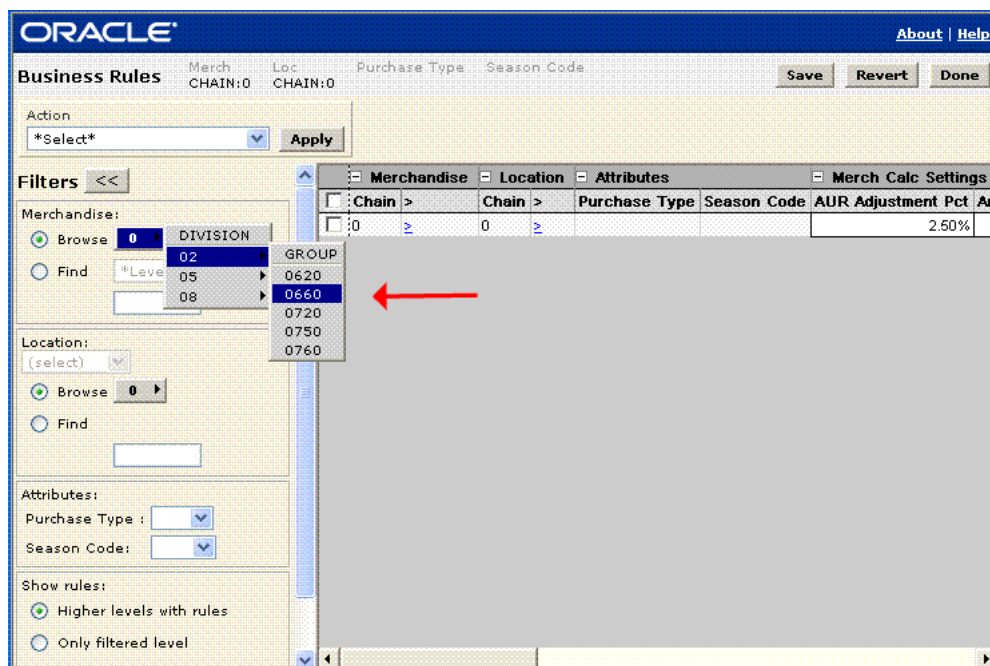 ORACLE
About | Help
Business Rules
Merch Loc Purchase Type Season Code
CHAIN:0 CHAIN:0
Save Revert Done
Action
*Select* Apply
Filters <<
Merchandise:
Browse 0
Find *Leve
DIVISION
02
05
08
GROUP
0620
0660
0720
0750
0760
Location:
(select)
Browse 0
Find
Attributes:
Purchase Type :
Season Code:
Show rules:
Higher levels with rules
Only filtered level
Merchandise Location Attributes Merch Calc Settings
Chain > Chain > Purchase Type Season Code AUR Adjustment Pct
0 > 0 > 2.50%